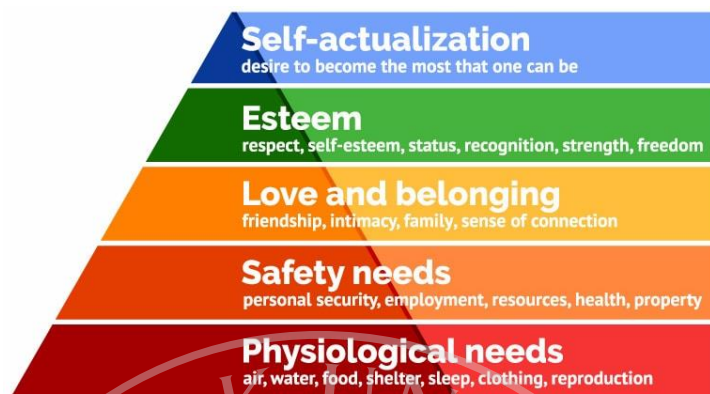 Self-actualization
desire to become the most that one can be
Esteem
respect, self-esteem, status, recognition, strength, freedom
Love and belonging
friendship, intimacy, family, sense of connection
Safety needs
personal security, employment, resources, health, property
Physiological needs
air, water, food, shelter, sleep, clothing, reproduction